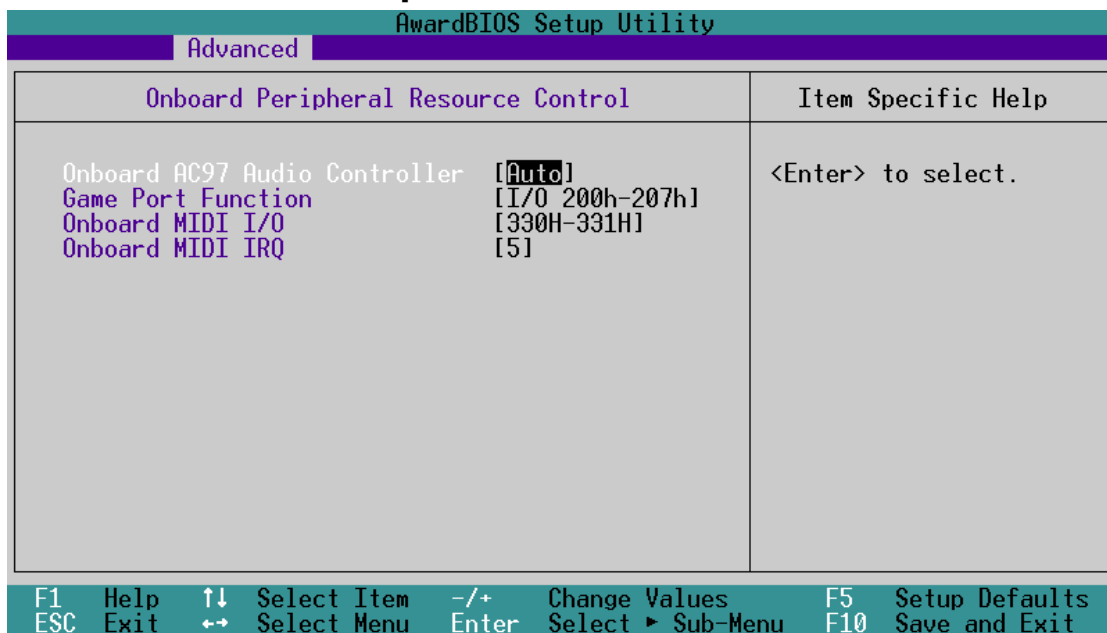 AwardBIOS Setup Utility
Advanced
Onboard Peripheral Resource Control
Item Specific Help
Onboard AC97 Audio Controller [Auto]
Game Port Function [I/O 200h-207h]
Onboard MIDI I/O [330H-331H]
Onboard MIDI IRQ [5]
<Enter> to select.
F1 Help ↑↓ Select Item -/+ Change Values F5 Setup Defaults
ESC Exit ←→ Select Menu Enter Select ► Sub-Menu F10 Save and Exit